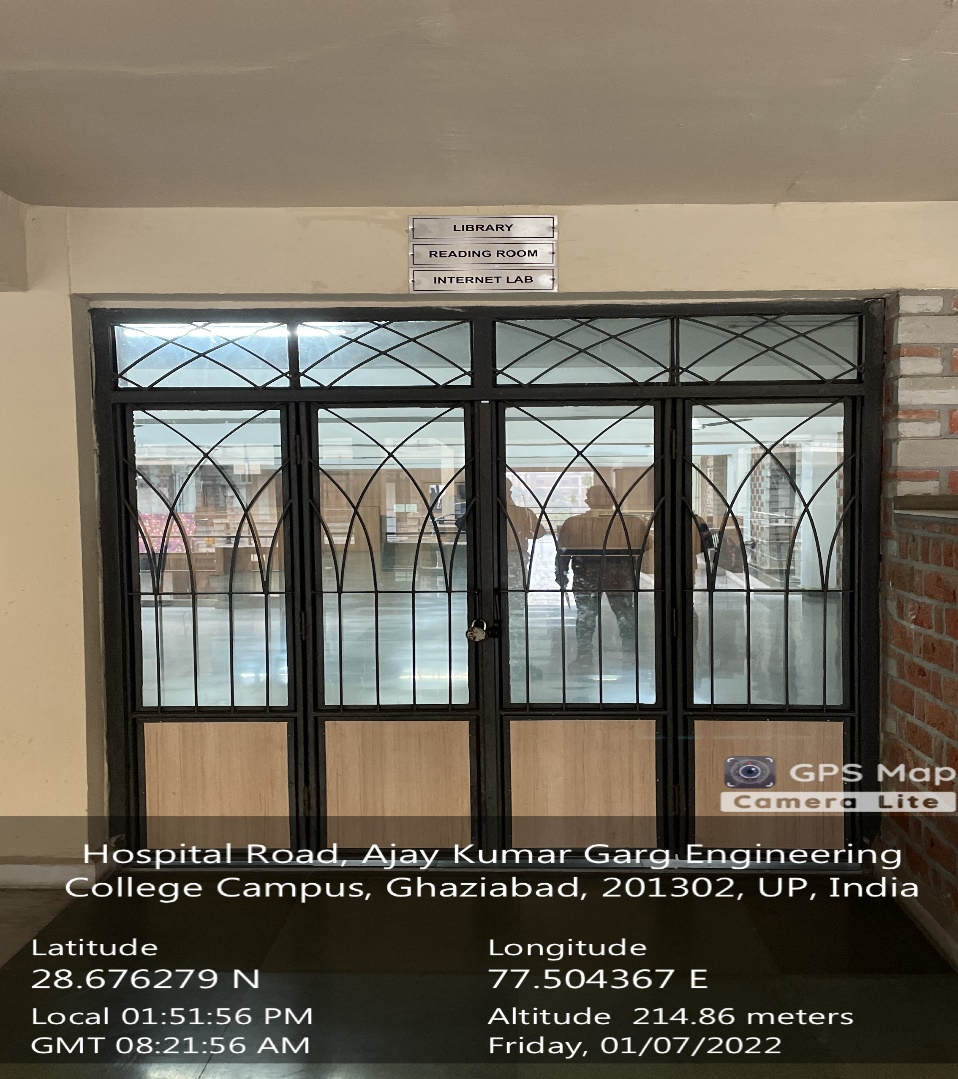 LIBRARY
READING ROOM
INTERNET LAB
GPS Map
Camera Lite
Hospital Road, Ajay Kumar Garg Engineering
College Campus, Ghaziabad, 201302, UP, India
Latitude
28.676279 N
Longitude
77.504367 E
Local 01:51:56 PM
GMT 08:21:56 AM
Altitude 214.86 meters
Friday, 01/07/2022